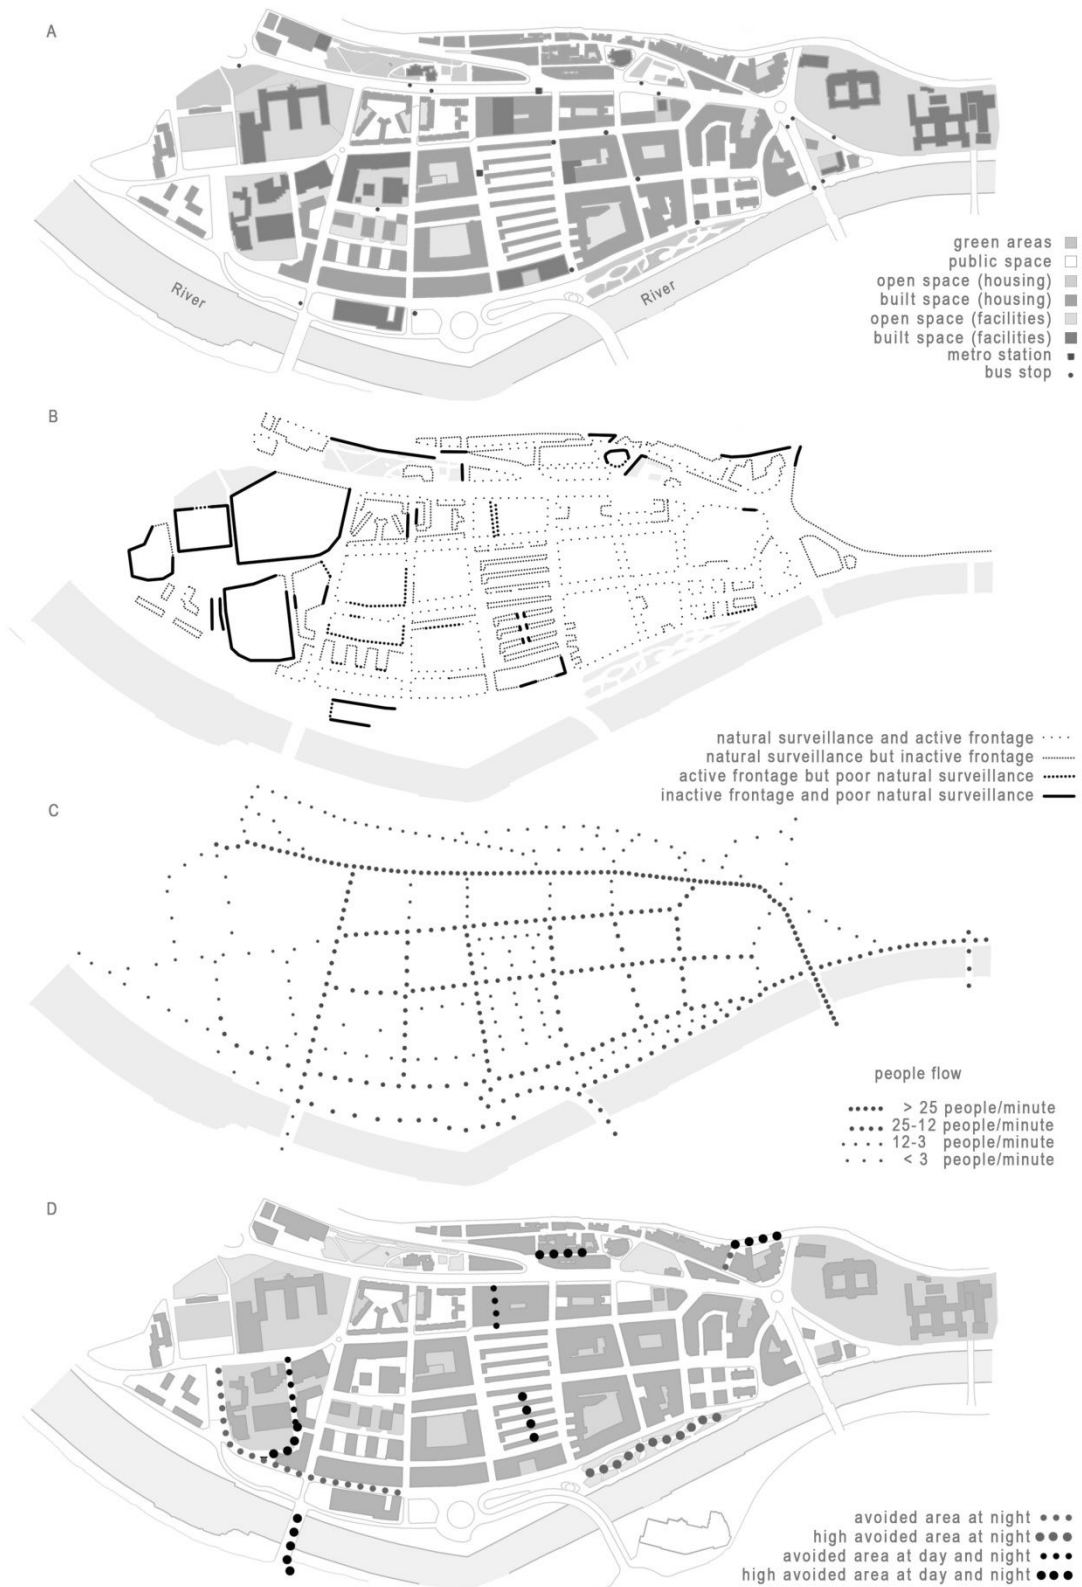 A
River
River
green areas
public space
open space (housing)
built space (housing)
open space (facilities)
built space (facilities)
metro station
bus stop
B
natural surveillance and active frontage
natural surveillance but inactive frontage
active frontage but poor natural surveillance
inactive frontage and poor natural surveillance
C
people flow
> 25 people/minute
25-12 people/minute
12-3 people/minute
< 3 people/minute
D
avoided area at night
high avoided area at night
avoided area at day and night
high avoided area at day and night